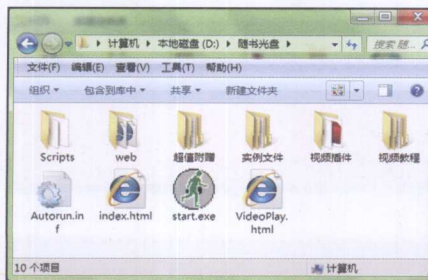 计算机 ▸ 本地磁盘 (D:) ▸ 随书光盘 ▸
搜索 随...
文件(F) 编辑(E) 查看(V) 工具(T) 帮助(H)
组织 包含到库中 共享 新建文件夹
Scripts web 超值附赠 实例文件 视频插件 视频教程
Autorun.inf index.html start.exe VideoPlay.html
10 个项目 计算机